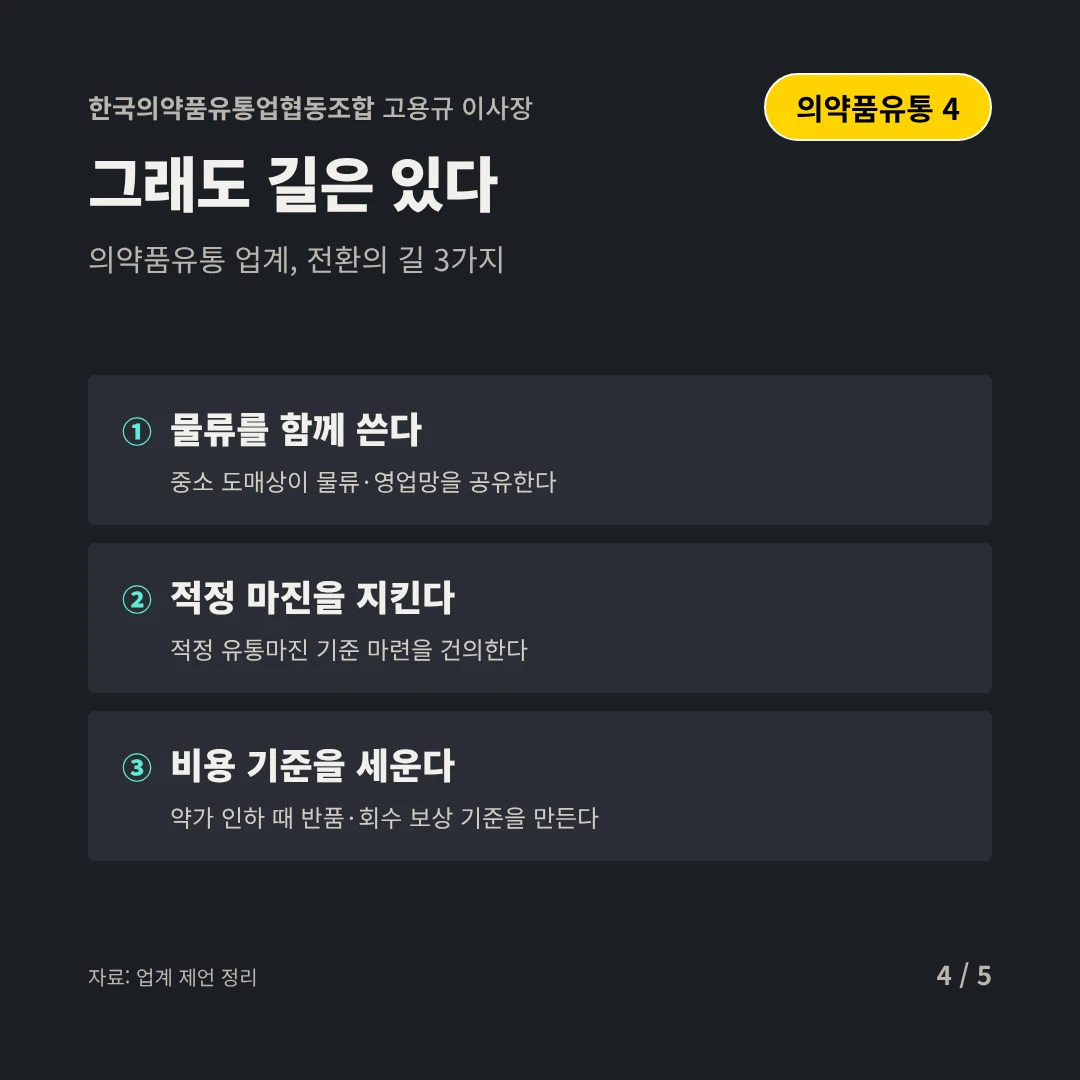 한국의약품유통업협동조합 고용규 이사장
의약품유통 4
그래도 길은 있다
의약품유통 업계, 전환의 길 3가지
① 물류를 함께 쓴다
중소 도매상이 물류·영업망을 공유한다
② 적정 마진을 지킨다
적정 유통마진 기준 마련을 건의한다
③ 비용 기준을 세운다
약가 인하 때 반품·회수 보상 기준을 만든다
자료: 업계 제언 정리
4 / 5